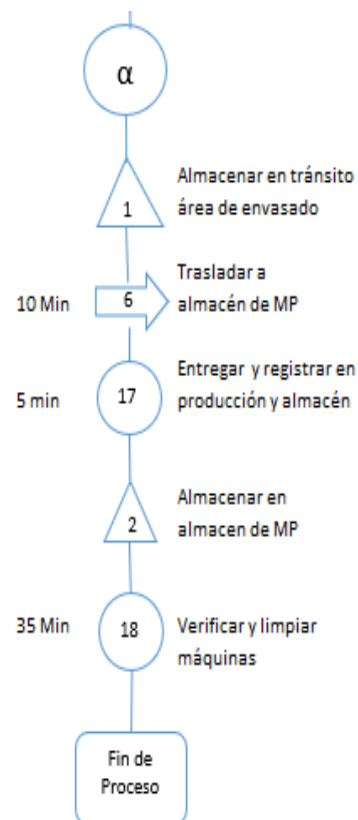 α
1
Almacenar en tránsito
área de envasado
10 Min
6
Trasladar a
almacén de MP
5 min
17
Entregar y registrar en
producción y almacén
2
Almacenar en
almacen de MP
35 Min
18
Verificar y limpiar
máquinas
Fin de
Proceso